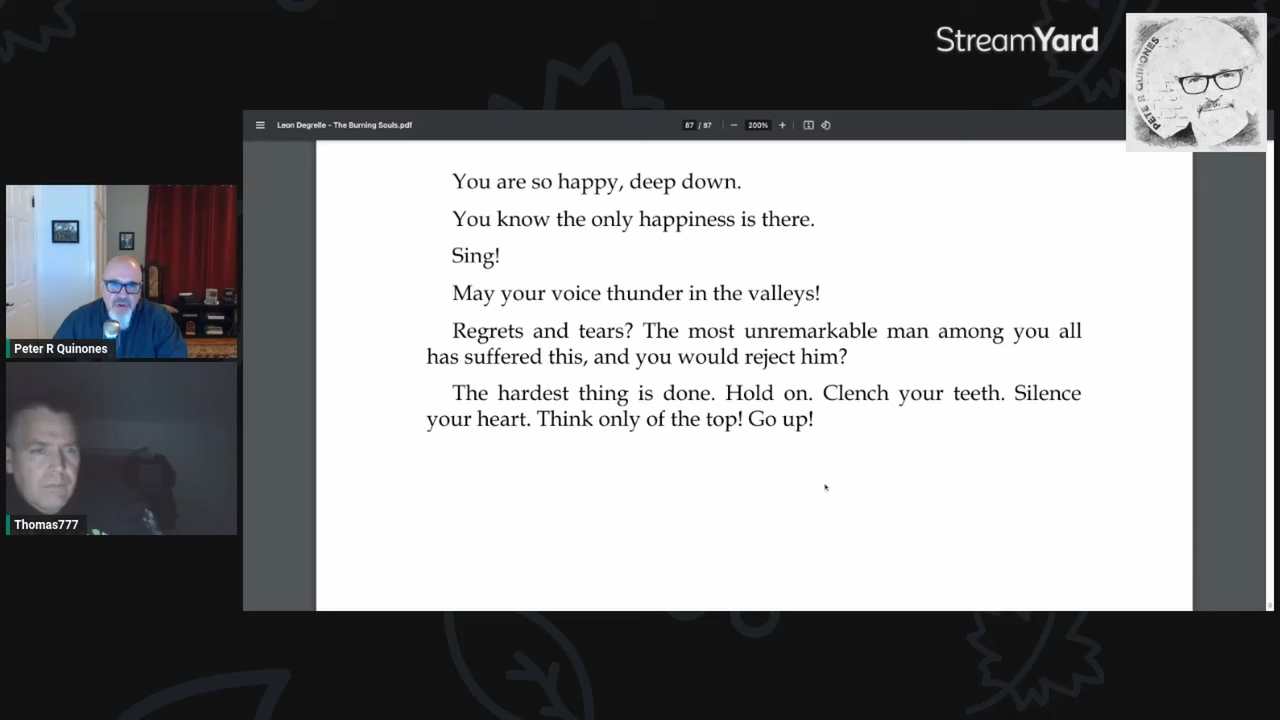 StreamYard
PETER R QUINONES
Leon Degrelle - The Burning Souls.pdf
87 / 87
200%
You are so happy, deep down.
You know the only happiness is there.
Sing!
May your voice thunder in the valleys!
Regrets and tears? The most unremarkable man among you all
has suffered this, and you would reject him?
The hardest thing is done. Hold on. Clench your teeth. Silence
your heart. Think only of the top! Go up!
Peter R Quinones
Thomas777